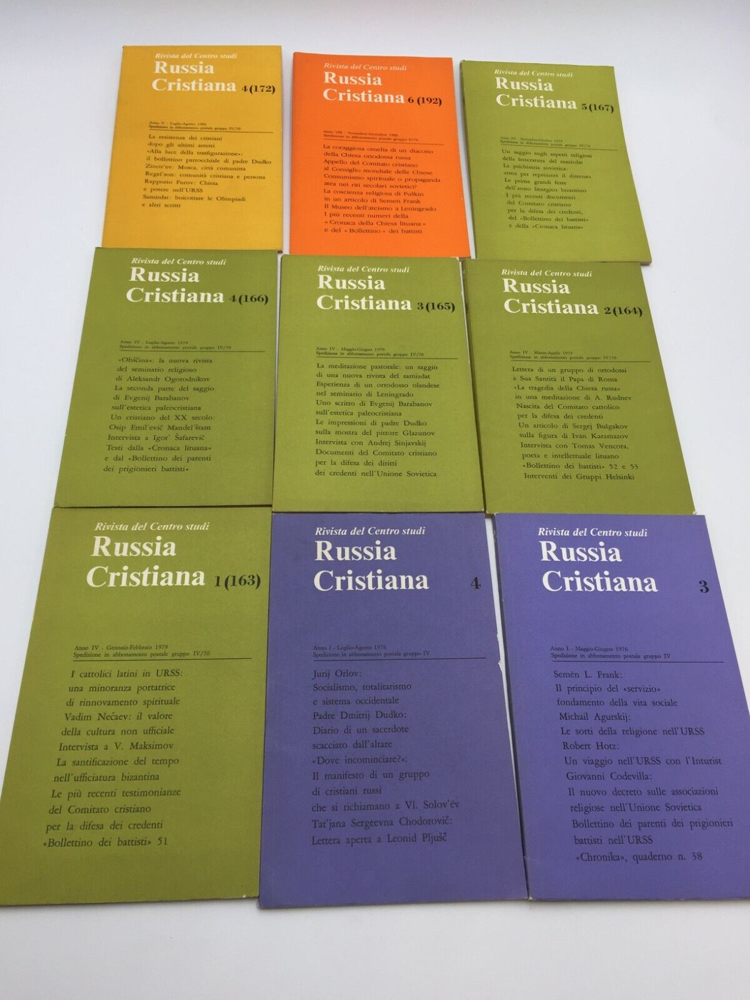 Rivista del Centro studi
Russia
Cristiana 4(172)
Anno V - Luglio-Agosto 1980
Spedizione in abbonamento postale gruppo IV/70
La resistenza dei cristiani
dopo gli ultimi arresti
«Alla luce della trasfigurazione»:
il bollettino parrocchiale di padre Dudko
Zinov'ev: Mosca, città comunista
Regel'son: comunità cristiana e persona
Rapporto Furov: Chiesa
e potere nell'URSS
Samizdat: boicottare le Olimpiadi
e altri scritti
Rivista del Centro studi
Russia
Cristiana 6 (192)
Anno VIII - Novembre-Dicembre 1983
Spedizione in abbonamento postale gruppo IV/70
La coraggiosa omelia di un diacono
della Chiesa ortodossa russa
Appello del Comitato cristiano
al Consiglio mondiale delle Chiese
Consumismo spirituale o propaganda
atea nei riti secolari sovietici?
La coscienza religiosa di Puškin
in un articolo di Semen Frank
Il Museo dell'ateismo a Leningrado
I più recenti numeri della
« Cronaca della Chiesa lituana »
e del « Bollettino » dei battisti
Rivista del Centro studi
Russia
Cristiana 5(167)
Anno IV - Settembre-Ottobre 1979
Spedizione in abbonamento postale gruppo IV/70
Un saggio sugli aspetti religiosi
della letteratura del samizdat
La psichiatria sovietica:
arma per reprimere il dissenso
Le prime grandi feste
dell'anno liturgico bizantino
I più recenti documenti
del Comitato cristiano
per la difesa dei credenti,
del «Bollettino dei battisti»
e della «Cronaca lituana»
Rivista del Centro studi
Russia
Cristiana 4(166)
Anno IV - Luglio-Agosto 1979
Spedizione in abbonamento postale gruppo IV/70
«Obščina»: la nuova rivista
del seminario religioso
di Aleksandr Ogorodnikov
La seconda parte del saggio
di Evgenij Barabanov
sull'estetica paleocristiana
Un cristiano del XX secolo:
Osip Emil'evič Mandel'štam
Intervista a Igor' Šafarevič
Testi dalla «Cronaca lituana»
e dal «Bollettino dei parenti
dei prigionieri battisti»
Rivista del Centro studi
Russia
Cristiana 3(165)
Anno IV - Maggio-Giugno 1979
Spedizione in abbonamento postale gruppo IV/70
La meditazione pastorale: un saggio
di una nuova rivista del samizdat
Esperienza di un ortodosso olandese
nel seminario di Leningrado
Uno scritto di Evgenij Barabanov
sull'estetica paleocristiana
Le impressioni di padre Dudko
sulla mostra del pittore Glazunov
Intervista con Andrej Sinjavskij
Documenti del Comitato cristiano
per la difesa dei diritti
dei credenti nell'Unione Sovietica
Rivista del Centro studi
Russia
Cristiana 2(164)
Anno IV - Marzo-Aprile 1979
Spedizione in abbonamento postale gruppo IV/70
Lettera di un gruppo di ortodossi
a Sua Santità il Papa di Roma
«La tragedia della Chiesa russa»
in una meditazione di A. Rudnev
Nascita del Comitato cattolico
per la difesa dei credenti
Un articolo di Sergej Bulgakov
sulla figura di Ivan Karamazov
Intervista con Tomas Vencora,
poeta e intellettuale lituano
«Bollettino dei battisti» 52 e 53
Interventi dei Gruppi Helsinki
Rivista del Centro studi
Russia
Cristiana 1(163)
Anno IV - Gennaio-Febbraio 1979
Spedizione in abbonamento postale gruppo IV/70
I cattolici latini in URSS:
una minoranza portatrice
di rinnovamento spirituale
Vadim Nečaev: il valore
della cultura non ufficiale
Intervista a V. Maksimov
La santificazione del tempo
nell'ufficiatura bizantina
Le più recenti testimonianze
del Comitato cristiano
per la difesa dei credenti
«Bollettino dei battisti» 51
Rivista del Centro studi
Russia
Cristiana 4
Anno I - Luglio-Agosto 1976
Spedizione in abbonamento postale gruppo IV
Jurij Orlov:
Socialismo, totalitarismo
e sistema occidentale
Padre Dmitrij Dudko:
Diario di un sacerdote
scacciato dall'altare
«Dove incominciare?»:
Il manifesto di un gruppo
di cristiani russi
che si richiamano a Vl. Solov'ëv
Tat'jana Sergeevna Chodorovič:
Lettera aperta a Leonid Pljušč
Rivista del Centro studi
Russia
Cristiana 3
Anno I - Maggio-Giugno 1976
Spedizione in abbonamento postale gruppo IV
Semën L. Frank:
Il principio del «servizio»
fondamento della vita sociale
Michail Agurskij:
Le sorti della religione nell'URSS
Robert Hotz:
Un viaggio nell'URSS con l'Inturist
Giovanni Codevilla:
Il nuovo decreto sulle associazioni
religiose nell'Unione Sovietica
Bollettino dei parenti dei prigionieri
battisti nell'URSS
«Chronika», quaderno n. 38